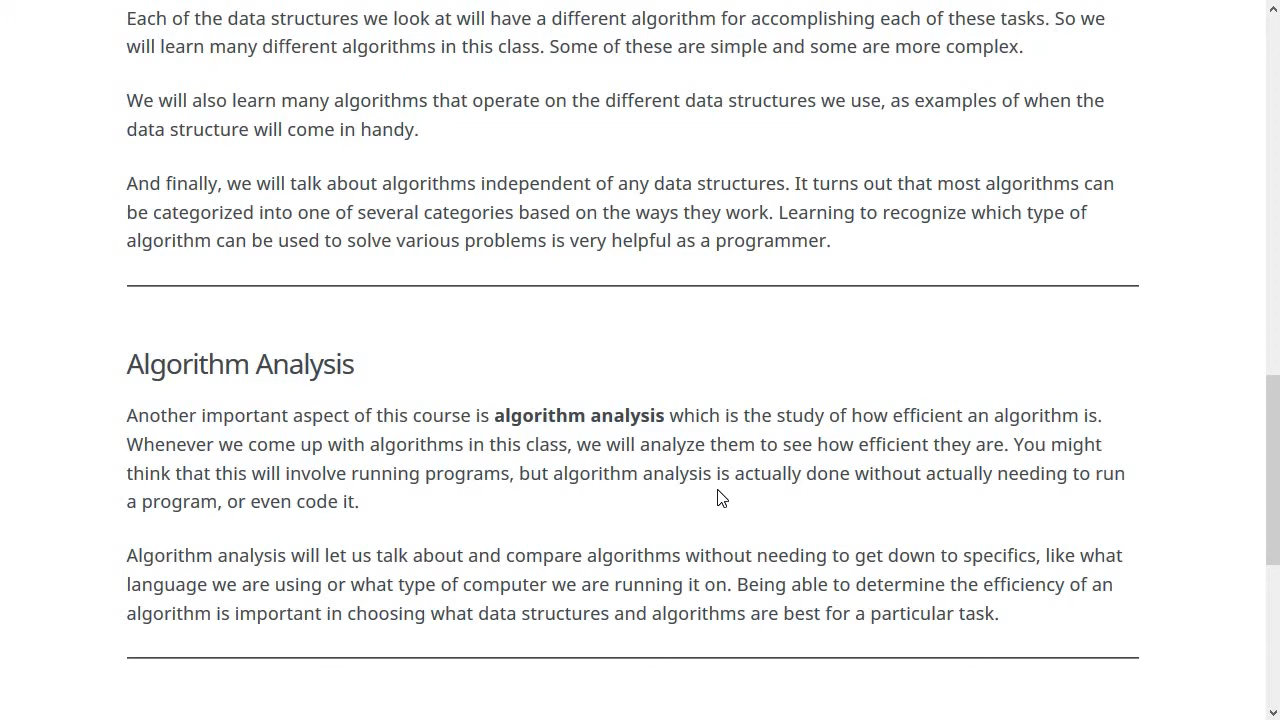 Each of the data structures we look at will have a different algorithm for accomplishing each of these tasks. So we
will learn many different algorithms in this class. Some of these are simple and some are more complex.
We will also learn many algorithms that operate on the different data structures we use, as examples of when the
data structure will come in handy.
And finally, we will talk about algorithms independent of any data structures. It turns out that most algorithms can
be categorized into one of several categories based on the ways they work. Learning to recognize which type of
algorithm can be used to solve various problems is very helpful as a programmer.
Algorithm Analysis
Another important aspect of this course is algorithm analysis which is the study of how efficient an algorithm is.
Whenever we come up with algorithms in this class, we will analyze them to see how efficient they are. You might
think that this will involve running programs, but algorithm analysis is actually done without actually needing to run
a program, or even code it.
Algorithm analysis will let us talk about and compare algorithms without needing to get down to specifics, like what
language we are using or what type of computer we are running it on. Being able to determine the efficiency of an
algorithm is important in choosing what data structures and algorithms are best for a particular task.